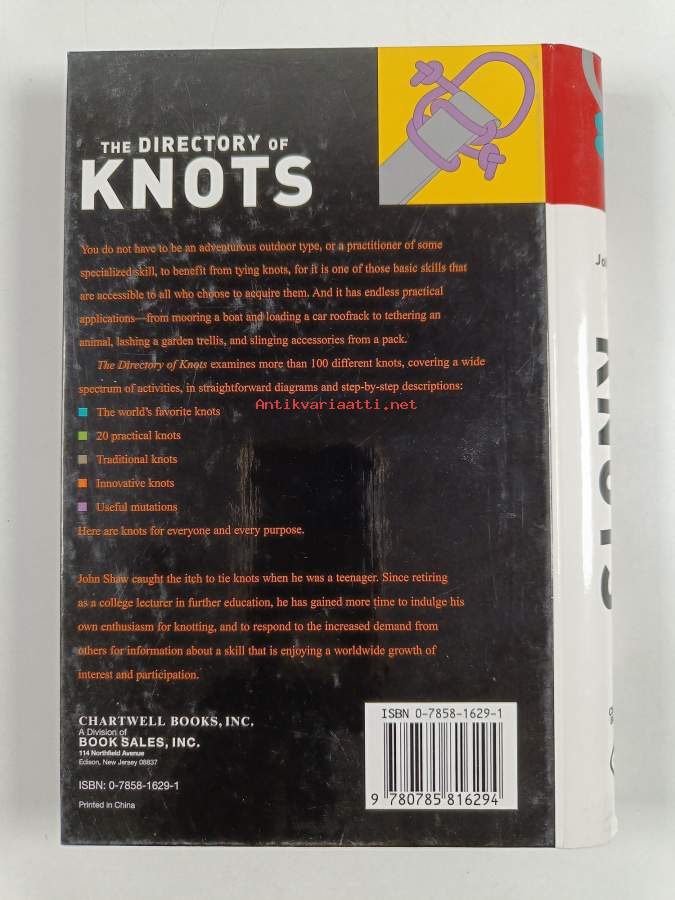 THE DIRECTORY OF
KNOTS
You do not have to be an adventurous outdoor type, or a practitioner of some
specialized skill, to benefit from tying knots, for it is one of those basic skills that
are accessible to all who choose to acquire them. And it has endless practical
applications—from mooring a boat and loading a car roofrack to tethering an
animal, lashing a garden trellis, and slinging accessories from a pack.
The Directory of Knots examines more than 100 different knots, covering a wide
spectrum of activities, in straightforward diagrams and step-by-step descriptions:
Antikvariaatti.net
The world's favorite knots
20 practical knots
Traditional knots
Innovative knots
Useful mutations
Here are knots for everyone and every purpose.
John Shaw caught the itch to tie knots when he was a teenager. Since retiring
as a college lecturer in further education, he has gained more time to indulge his
own enthusiasm for knotting, and to respond to the increased demand from
others for information about a skill that is enjoying a worldwide growth of
interest and participation.
CHARTWELL BOOKS, INC.
A Division of
BOOK SALES, INC.
114 Northfield Avenue
Edison, New Jersey 08837
ISBN: 0-7858-1629-1
Printed in China
ISBN 0-7858-1629-1
9 780785 816294